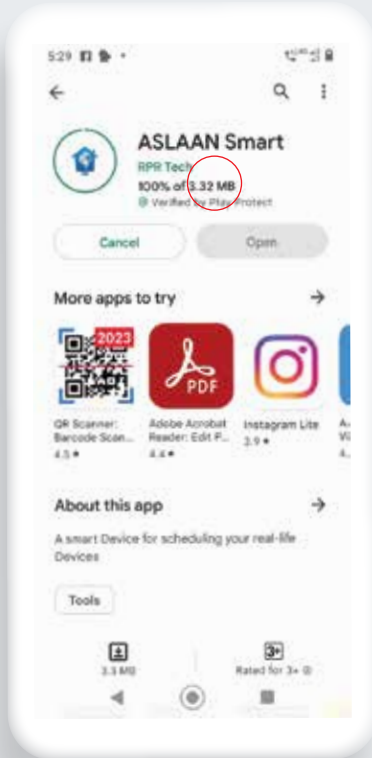 5:29
ASLAAN Smart
RPR Tech
100% of 3.32 MB
Verified by Play Protect
Cancel
Open
More apps to try
2023
PDF
QR Scanner:
Barcode Scan...
4.5★
Adobe Acrobat
Reader: Edit P...
4.4★
Instagram Lite
3.9★
About this app
A smart Device for scheduling your real-life
Devices
Tools
3.3 MB
3+
Rated for 3+